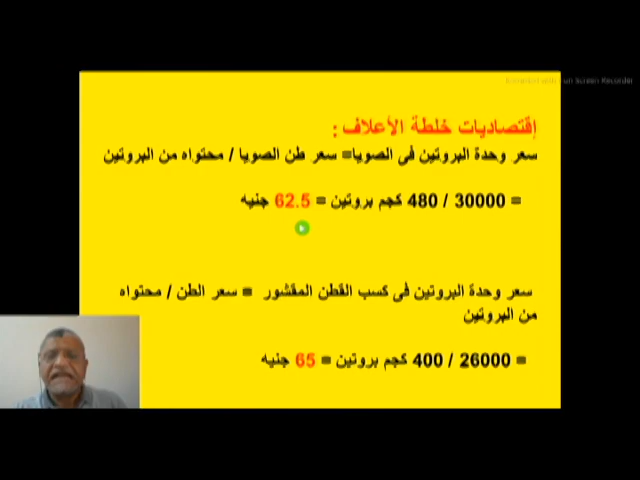 إقتصاديات خلطة الأعلاف :
سعر وحدة البروتين فى الصويا= سعر طن الصويا / محتواه من البروتين
= 30000 / 480 كجم بروتين = 62.5 جنيه
سعر وحدة البروتين فى كسب القطن المقشور = سعر الطن / محتواه
من البروتين
= 26000 / 400 كجم بروتين = 65 جنيه